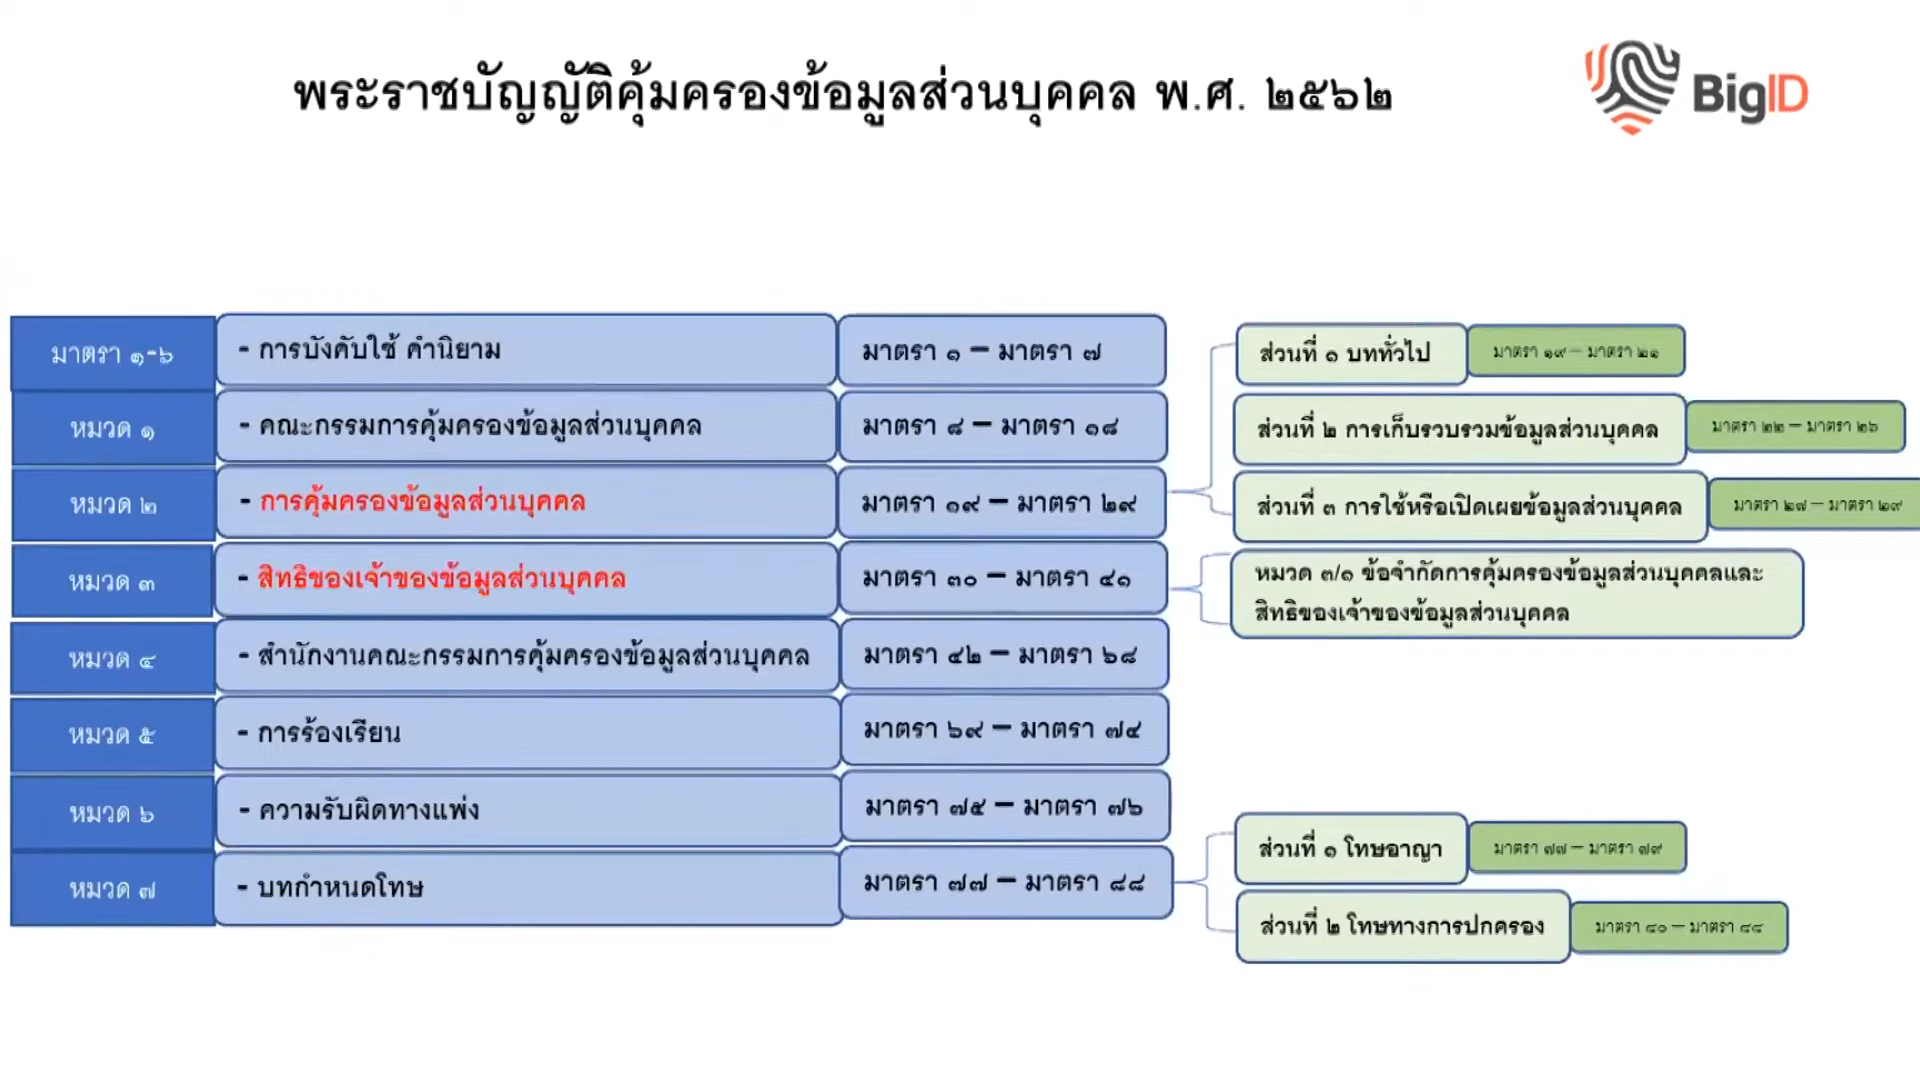 พระราชบัญญัติคุ้มครองข้อมูลส่วนบุคคล พ.ศ. ๒๕๖๒
BigID
มาตรา ๑-๖
- การบังคับใช้ คำนิยาม
มาตรา ๑ – มาตรา ๗
หมวด ๑
- คณะกรรมการคุ้มครองข้อมูลส่วนบุคคล
มาตรา ๘ – มาตรา ๑๘
หมวด ๒
- การคุ้มครองข้อมูลส่วนบุคคล
มาตรา ๑๙ – มาตรา ๒๙
หมวด ๓
- สิทธิของเจ้าของข้อมูลส่วนบุคคล
มาตรา ๓๐ – มาตรา ๔๑
หมวด ๔
- สำนักงานคณะกรรมการคุ้มครองข้อมูลส่วนบุคคล
มาตรา ๔๒ – มาตรา ๖๘
หมวด ๕
- การร้องเรียน
มาตรา ๖๙ – มาตรา ๗๔
หมวด ๖
- ความรับผิดทางแพ่ง
มาตรา ๗๕ – มาตรา ๗๖
หมวด ๗
- บทกำหนดโทษ
มาตรา ๗๗ – มาตรา ๘๘
ส่วนที่ ๑ บททั่วไป
มาตรา ๑๙ – มาตรา ๒๑
ส่วนที่ ๒ การเก็บรวบรวมข้อมูลส่วนบุคคล
มาตรา ๒๒ – มาตรา ๒๖
ส่วนที่ ๓ การใช้หรือเปิดเผยข้อมูลส่วนบุคคล
มาตรา ๒๗ – มาตรา ๒๙
หมวด ๓/๑ ข้อจำกัดการคุ้มครองข้อมูลส่วนบุคคลและ
สิทธิของเจ้าของข้อมูลส่วนบุคคล
ส่วนที่ ๑ โทษอาญา
มาตรา ๗๗ – มาตรา ๗๙
ส่วนที่ ๒ โทษทางการปกครอง
มาตรา ๘๐ – มาตรา ๘๘